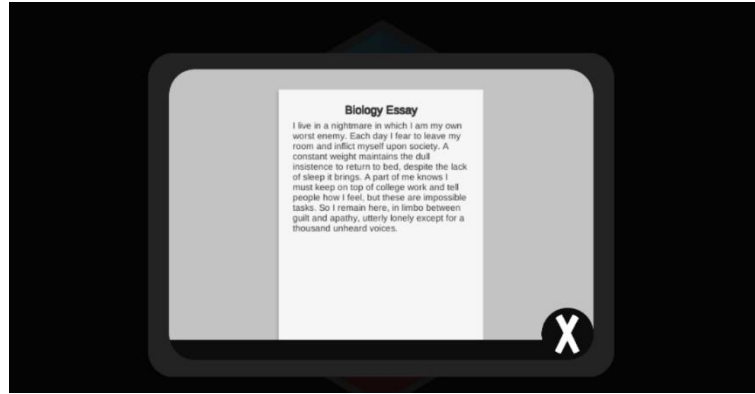 Biology Essay
I live in a nightmare in which I am my own
worst enemy. Each day I fear to leave my
room and inflict myself upon society. A
constant weight maintains the dull
insistence to return to bed, despite the lack
of sleep it brings. A part of me knows I
must keep on top of college work and tell
people how I feel, but these are impossible
tasks. So I remain here, in limbo between
guilt and apathy, utterly lonely except for a
thousand unheard voices.
X